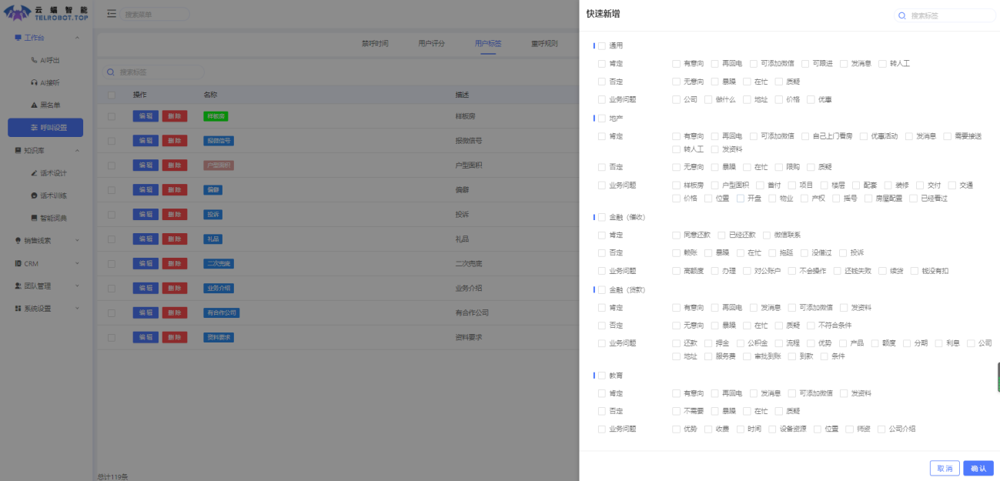 云蝠智能
TELROBOT.TOP
搜索菜单
工作台
AI呼出
AI接听
黑名单
呼叫设置
知识库
话术设计
话术训练
智能词典
销售线索
CRM
团队管理
系统设置
禁呼时间 用户评分 用户标签 重呼规则
搜索标签
操作 名称 描述
编辑 删除 样板房 样板房
编辑 删除 报微信号 报微信号
编辑 删除 户型面积 户型面积
编辑 删除 偏僻 偏僻
编辑 删除 投诉 投诉
编辑 删除 礼品 礼品
编辑 删除 二次兜底 二次兜底
编辑 删除 业务介绍 业务介绍
编辑 删除 有合作公司 有合作公司
编辑 删除 资料要求 资料要求
总计119条
快速新增
搜索标签
通用
肯定 有意向 再回电 可添加微信 可跟进 发消息 转人工
否定 无意向 暴躁 在忙 质疑
业务问题 公司 做什么 地址 价格 优惠
地产
肯定 有意向 再回电 可添加微信 自己上门看房 优惠活动 发消息 需要接送
转人工 发资料
否定 无意向 暴躁 在忙 限购 质疑
业务问题 样板房 户型面积 首付 项目 楼层 配套 装修 交付 交通
价格 位置 开盘 物业 产权 摇号 房屋配置 已经看过
金融（催收）
肯定 同意还款 已经还款 微信联系
否定 赖账 暴躁 在忙 拖延 没借过 投诉
业务问题 高额度 办理 对公账户 不会操作 还钱失败 续贷 钱没有扣
金融（贷款）
肯定 有意向 再回电 发消息 可添加微信 发资料
否定 无意向 暴躁 在忙 质疑 不符合条件
业务问题 还款 押金 公积金 流程 优势 产品 额度 分期 利息 公司
地址 服务费 审批到账 到款 条件
教育
肯定 有意向 再回电 发消息 可添加微信 发资料
否定 不需要 暴躁 在忙 质疑
业务问题 优势 收费 时间 设备资源 位置 师资 公司介绍
取消 确认